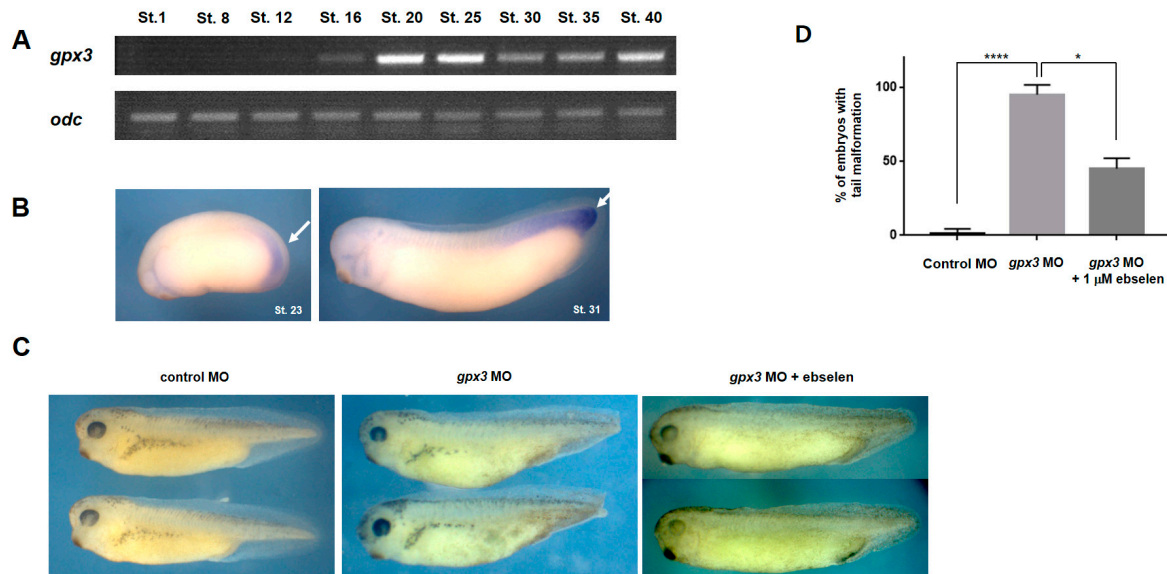 St.1 St. 8 St. 12 St. 16 St. 20 St. 25 St. 30 St. 35 St. 40
A
gpx3
odc
B
St. 23
St. 31
C
control MO
gpx3 MO
gpx3 MO + ebselen
D
% of embryos with
tail malformation
100
50
0
****
*
Control MO
gpx3 MO
gpx3 MO
+ 1 µM ebselen